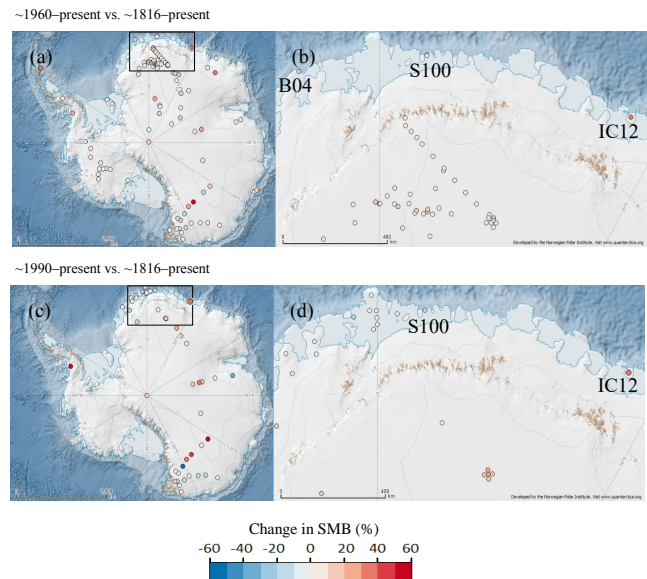 ~1960–present vs. ~1816–present
(a)
(b)
B04
S100
IC12
400
km
Developed by the Norwegian Polar Institute. Visit www.quantarctica.org
~1990–present vs. ~1816–present
(c)
(d)
S100
IC12
400
km
Developed by the Norwegian Polar Institute. Visit www.quantarctica.org
Change in SMB (%)
-60 -40 -20 0 20 40 60